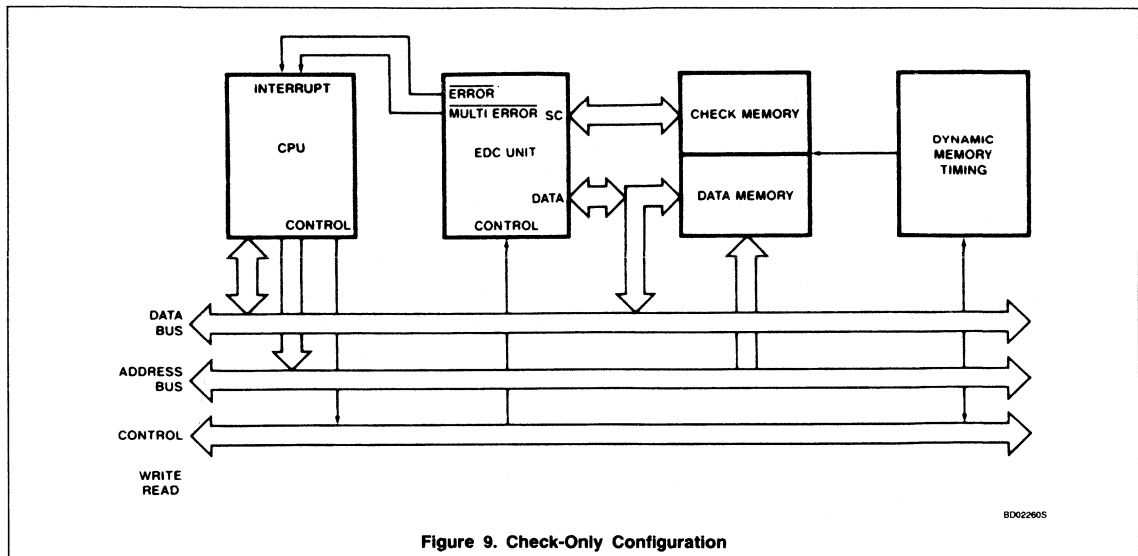 INTERRUPT
CPU
CONTROL
ERROR
MULTI ERROR
SC
EDC UNIT
DATA
CONTROL
CHECK MEMORY
DATA MEMORY
DYNAMIC
MEMORY
TIMING
DATA
BUS
ADDRESS
BUS
CONTROL
WRITE
READ
BD02260S
Figure 9. Check-Only Configuration